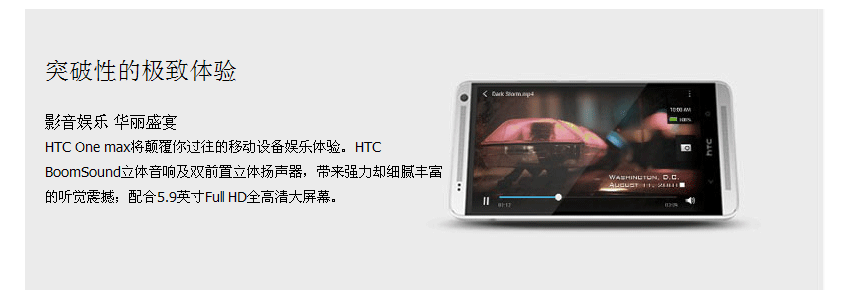 突破性的极致体验
影音娱乐 华丽盛宴
HTC One max将颠覆你过往的移动设备娱乐体验。HTC
BoomSound立体音响及双前置立体扬声器，带来强力却细腻丰富
的听觉震撼；配合5.9英寸Full HD全高清大屏幕。
Dark Storm.mp4
10:00 AM
100%
hTC
WASHINGTON, D.C.
01:17